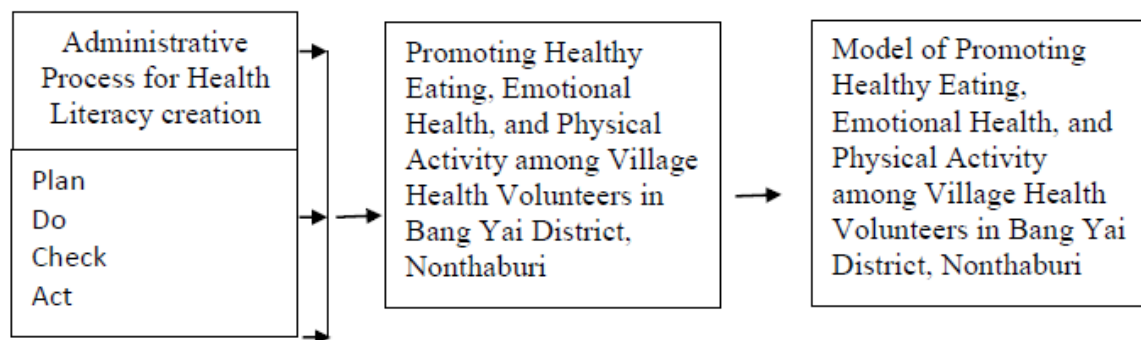 Administrative
Process for Health
Literacy creation
Plan
Do
Check
Act
Promoting Healthy
Eating, Emotional
Health, and Physical
Activity among Village
Health Volunteers in
Bang Yai District,
Nonthaburi
Model of Promoting
Healthy Eating,
Emotional Health, and
Physical Activity
among Village Health
Volunteers in Bang Yai
District, Nonthaburi